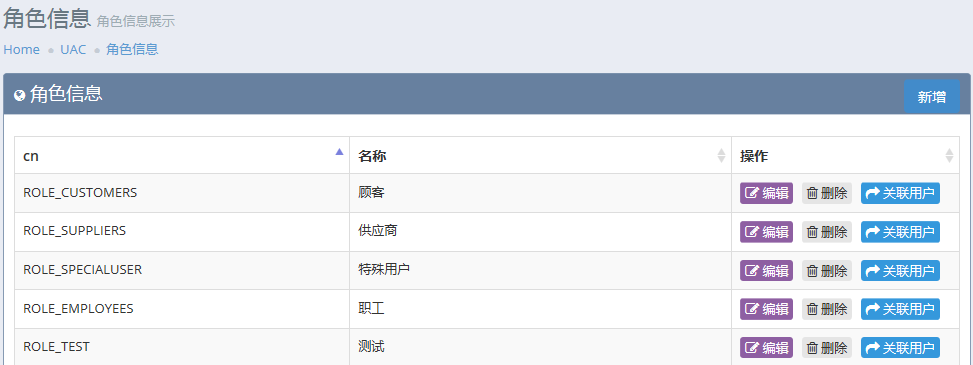 角色信息 角色信息展示
Home UAC 角色信息
角色信息 新增
cn 名称 操作
ROLE_CUSTOMERS 顾客 编辑 删除 关联用户
ROLE_SUPPLIERS 供应商 编辑 删除 关联用户
ROLE_SPECIALUSER 特殊用户 编辑 删除 关联用户
ROLE_EMPLOYEES 职工 编辑 删除 关联用户
ROLE_TEST 测试 编辑 删除 关联用户